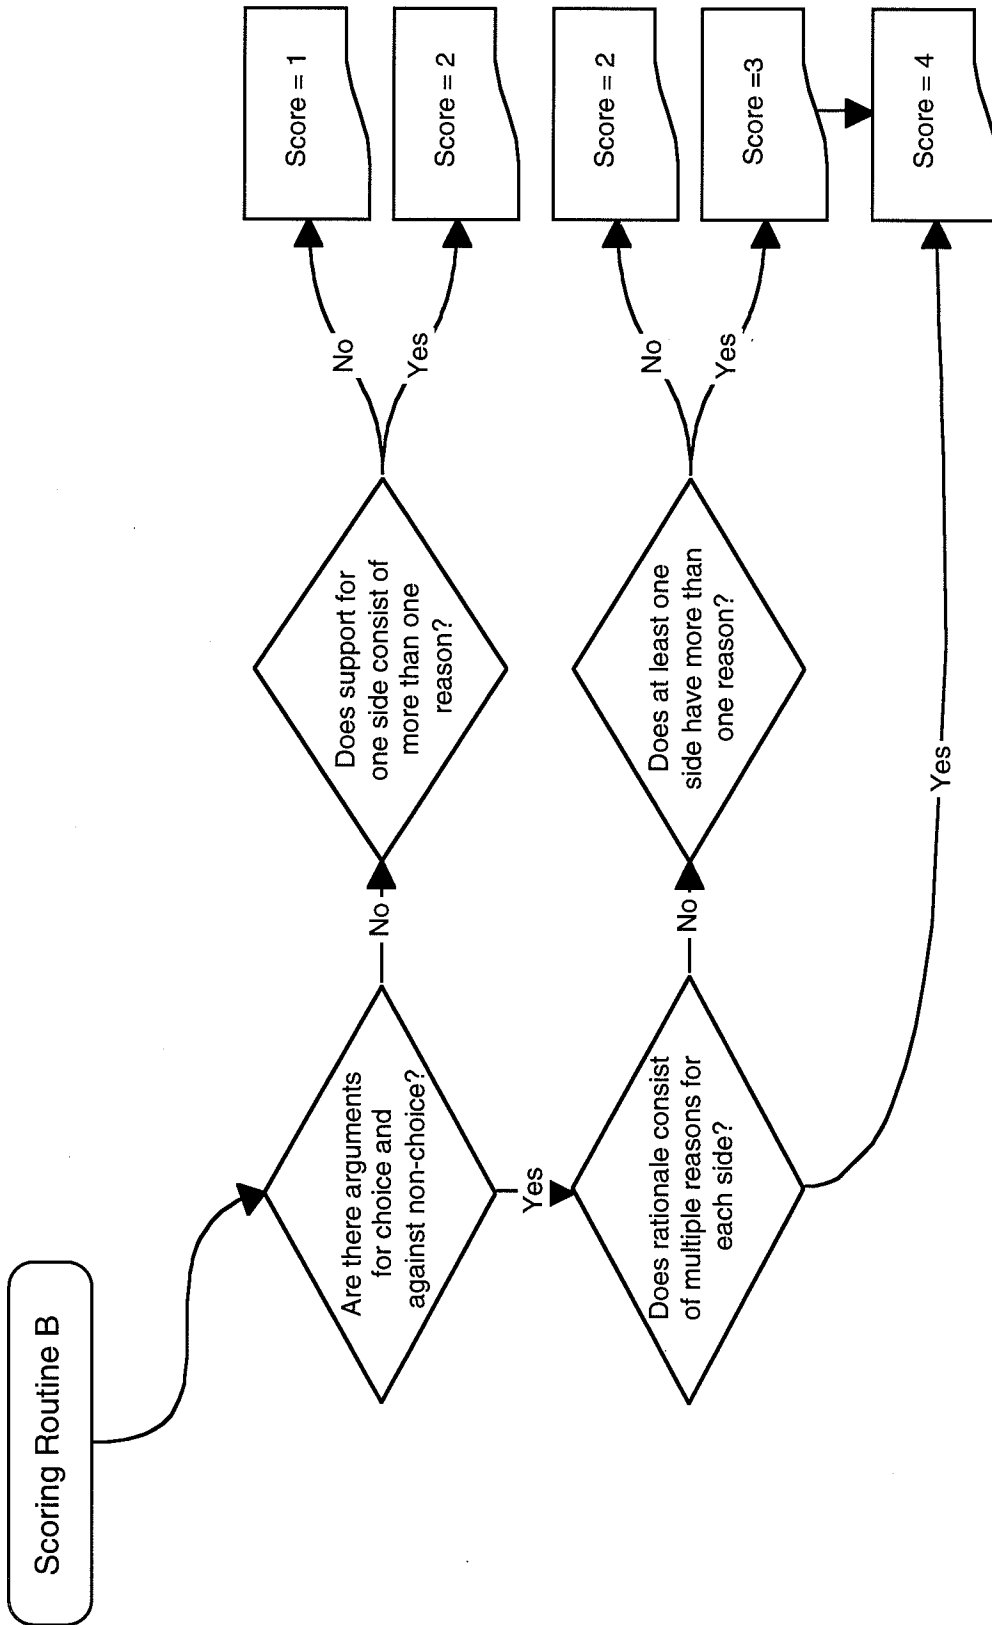 Scoring Routine B
Are there arguments
for choice and
against non-choice?
No
Does support for
one side consist of
more than one
reason?
No
Score = 1
Yes
Score = 2
Yes
Does rationale consist
of multiple reasons for
each side?
No
Does at least one
side have more than
one reason?
No
Score = 2
Yes
Score =3
Yes
Score = 4